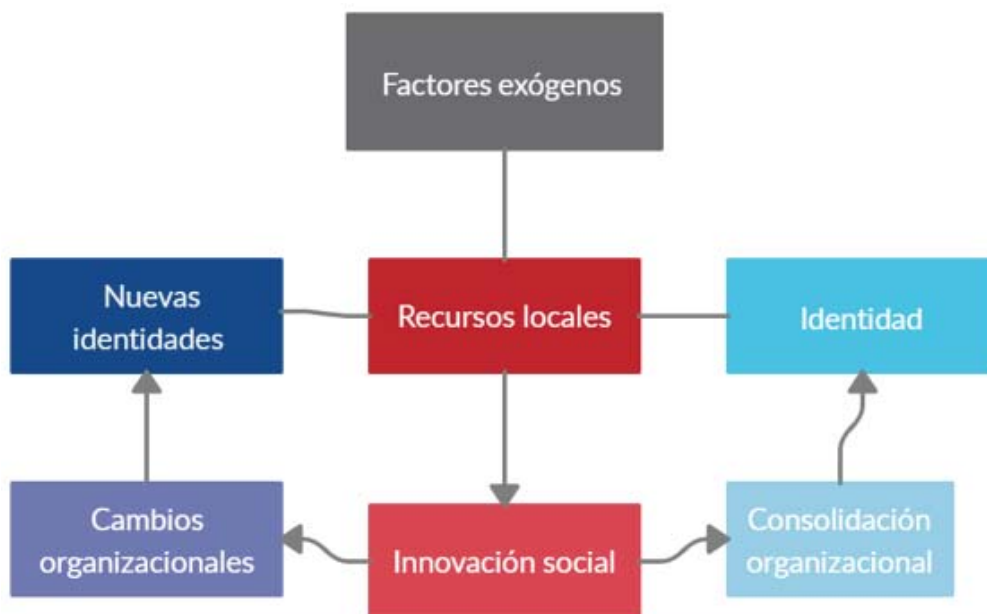 Factores exógenos
Nuevas
identidades
Recursos locales
Identidad
Cambios
organizacionales
Innovación social
Consolidación
organizacional